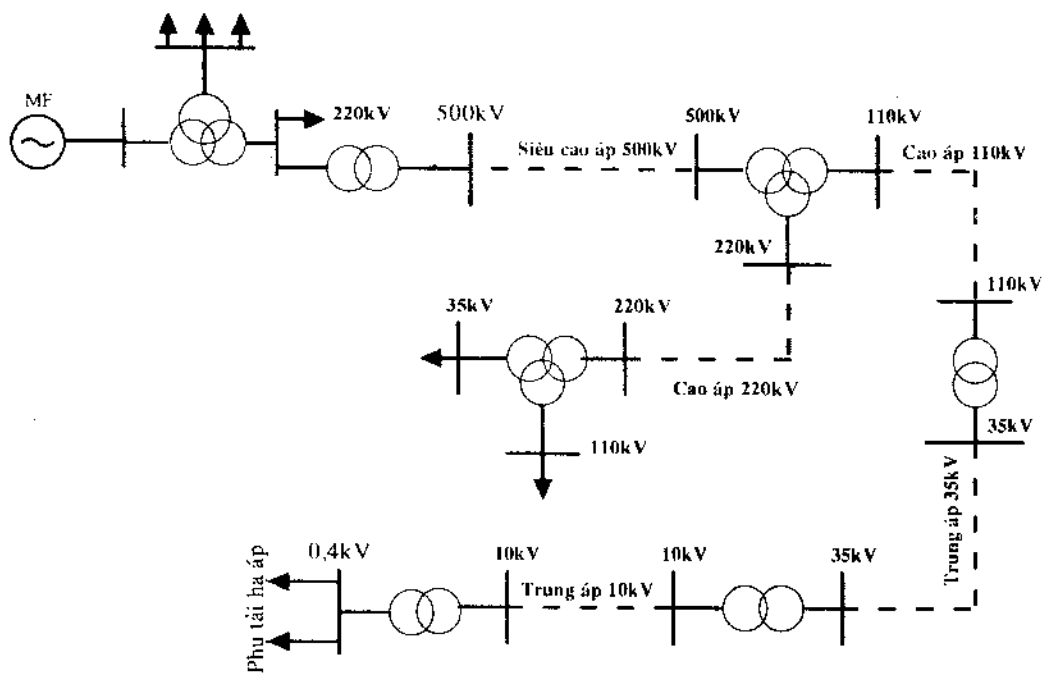 MF
220kV
500kV
Siêu cao áp 500kV
500kV
110kV
Cao áp 110kV
220kV
110kV
35kV
220kV
Cao áp 220kV
110kV
35kV
Trung áp 35kV
0,4kV
10kV
Trung áp 10kV
10kV
35kV
Phụ tải hạ áp